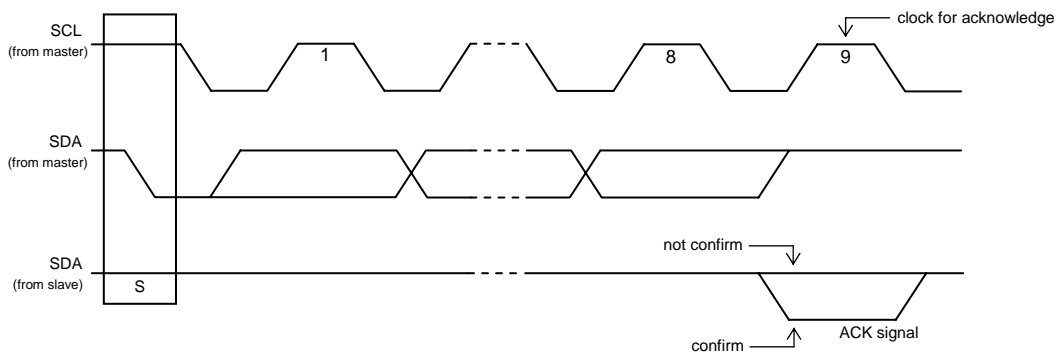 SCL
(from master)
clock for acknowledge
1
8
9
SDA
(from master)
not confirm
SDA
(from slave)
S
ACK signal
confirm